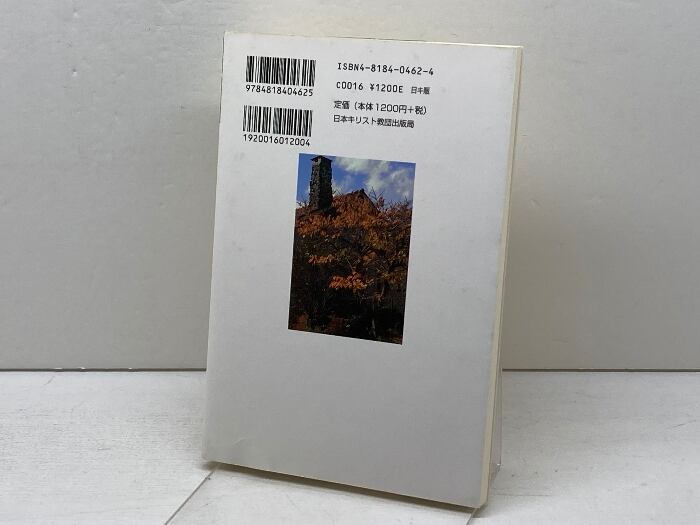 9784818404625
1920016012004
ISBN4-8184-0462-4
C0016 ¥1200E 日キ販
定価（本体1200円+税）
日本キリスト教団出版局